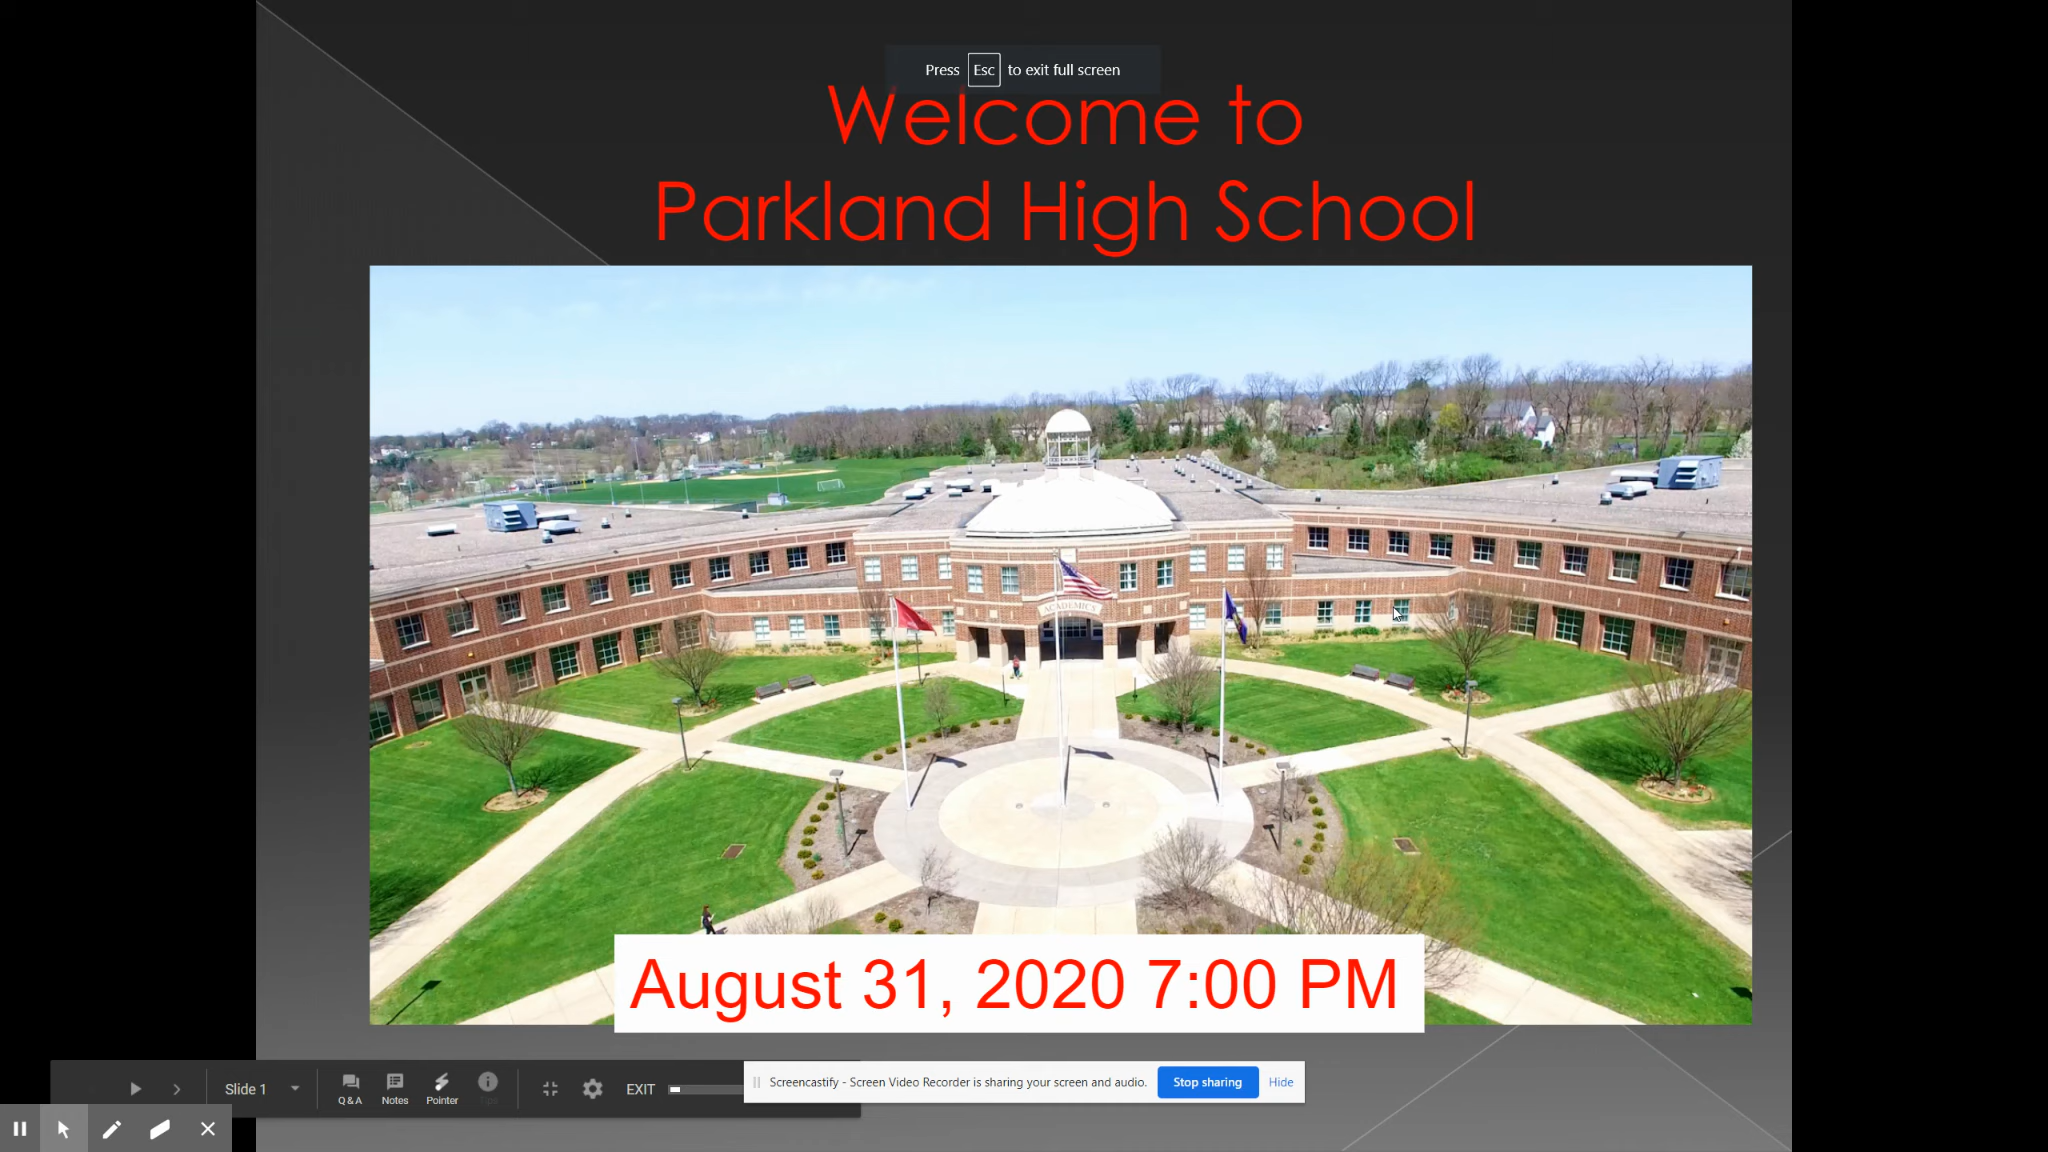 Press Esc to exit full screen
Welcome to
Parkland High School
ACADEMICS
August 31, 2020 7:00 PM
Slide 1
Q&A
Notes
Pointer
Tips
EXIT
Screencastify - Screen Video Recorder is sharing your screen and audio.
Stop sharing
Hide